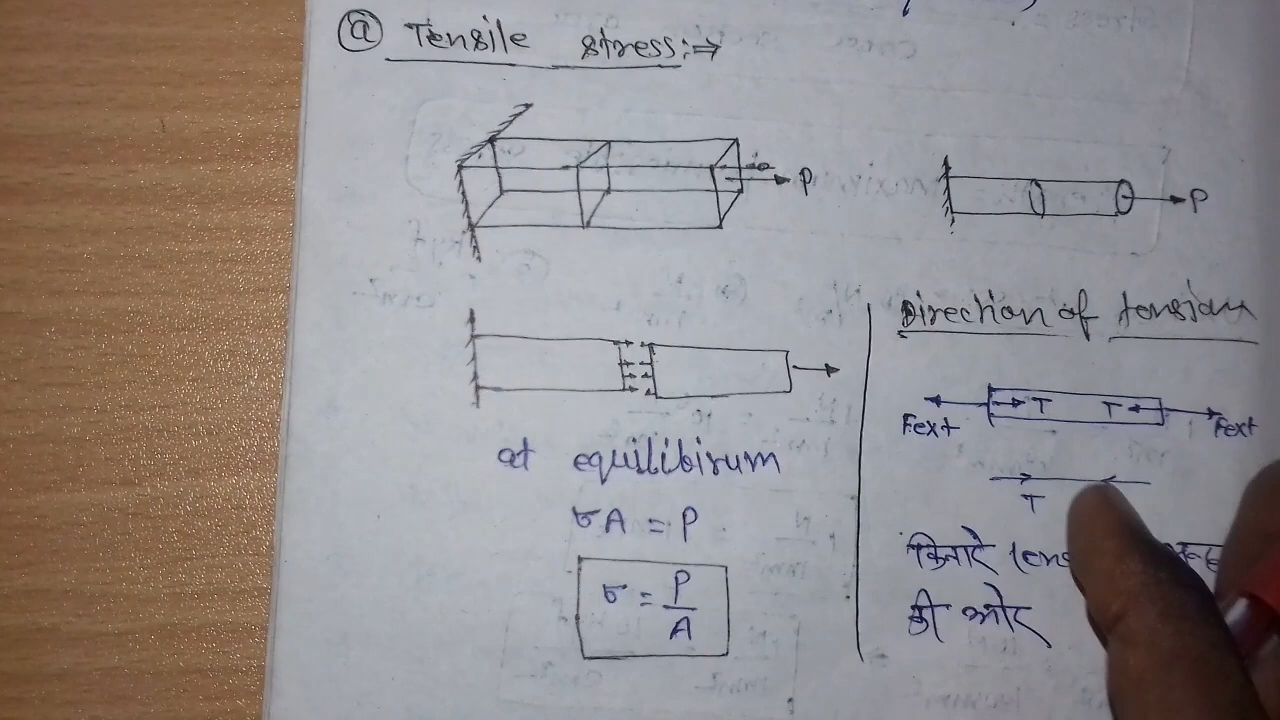 ⓐ Tensile stress:⇒
P
P
at equilibirum
σA = P
σ = P/A
Direction of tension
Fext T T Fext
T
किनारे
की ओर